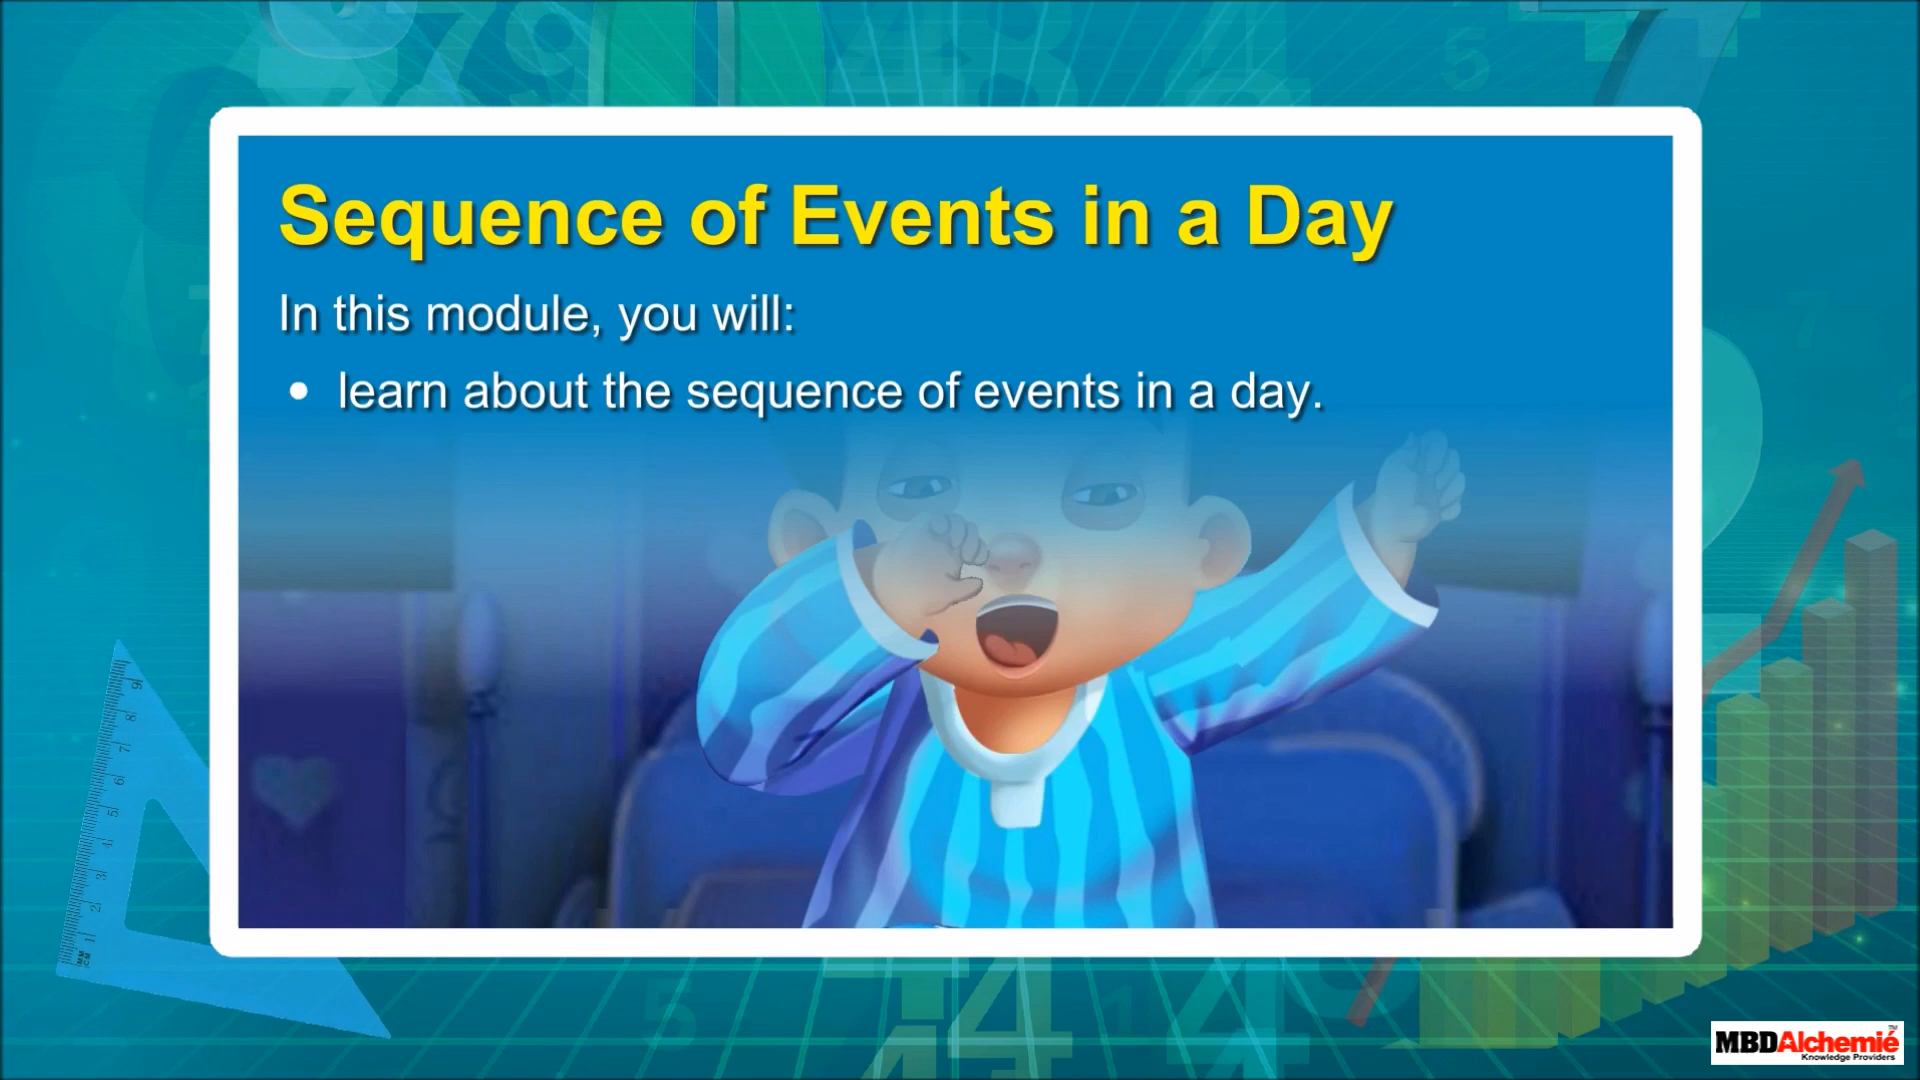 Sequence of Events in a Day
In this module, you will:
• learn about the sequence of events in a day.
MBDAlchemié™
Knowledge Providers